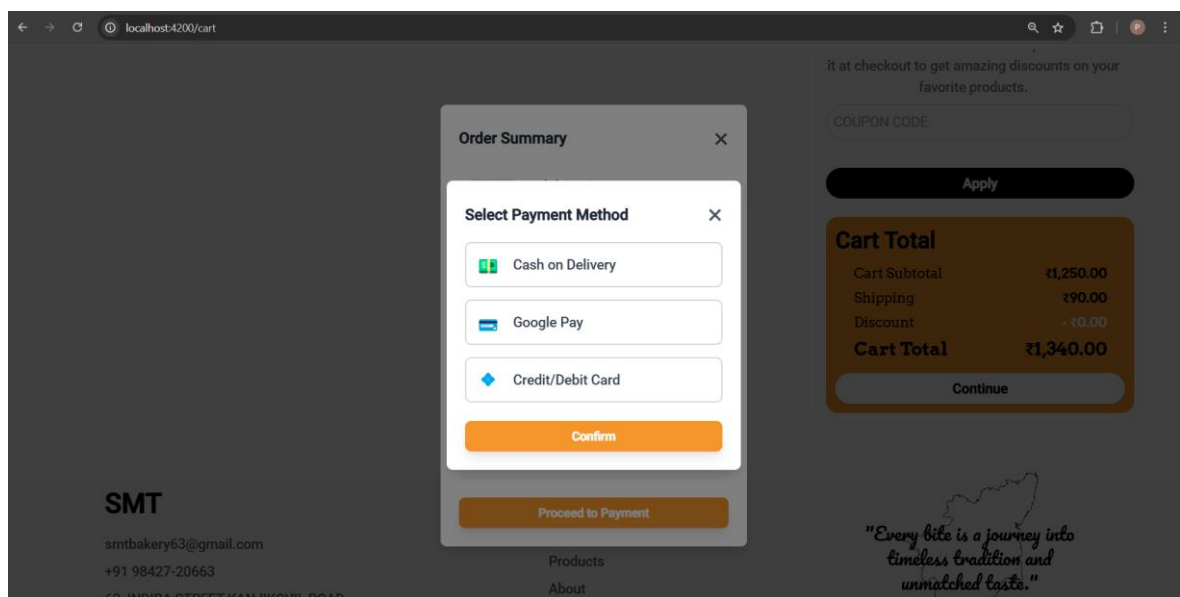 localhost:4200/cart
P
it at checkout to get amazing discounts on your
favorite products.
COUPON CODE
Apply
Order Summary
Select Payment Method
Cash on Delivery
Google Pay
Credit/Debit Card
Confirm
Proceed to Payment
Cart Total
Cart Subtotal ₹1,250.00
Shipping ₹90.00
Discount - ₹0.00
Cart Total ₹1,340.00
Continue
SMT
smtbakery63@gmail.com
+91 98427-20663
Products
About
"Every bite is a journey into
timeless tradition and
unmatched taste."